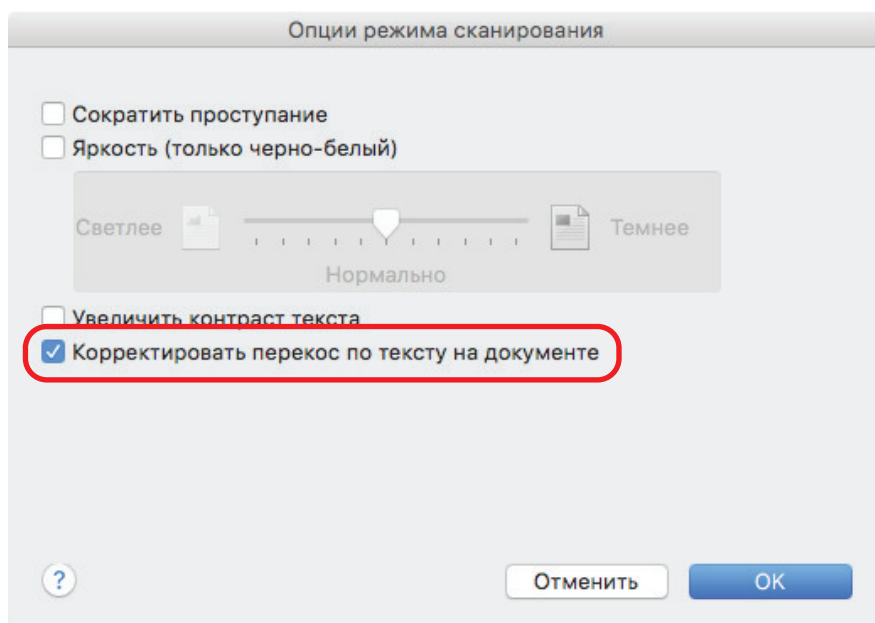 Опции режима сканирования
Сократить проступание
Яркость (только черно-белый)
Светлее Темнее
Нормально
Увеличить контраст текста
Корректировать перекос по тексту на документе
? Отменить OK